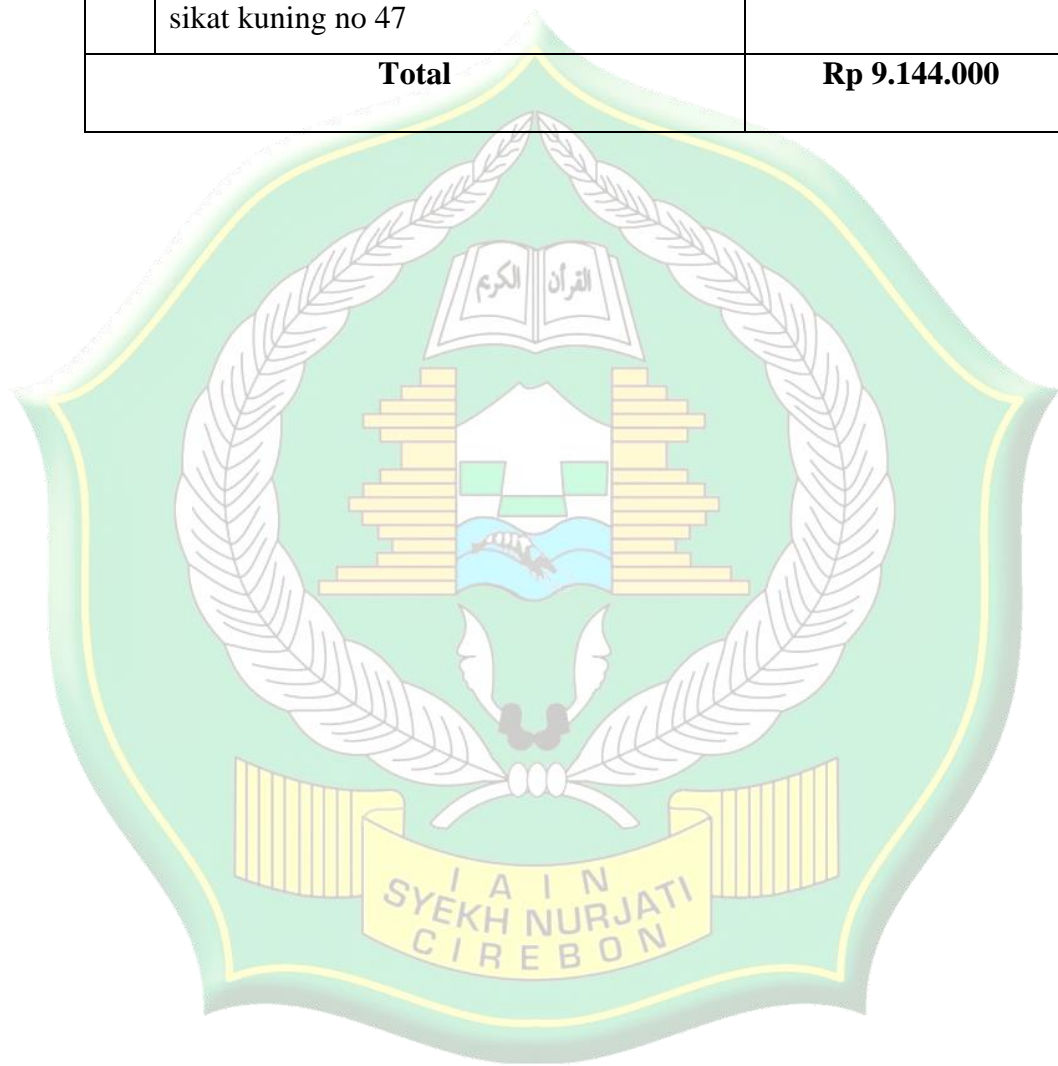 sikat kuning no 47
Total Rp 9.144.000
القرآن الكريم
I A I N
SYEKH NURJATI
CIREBON